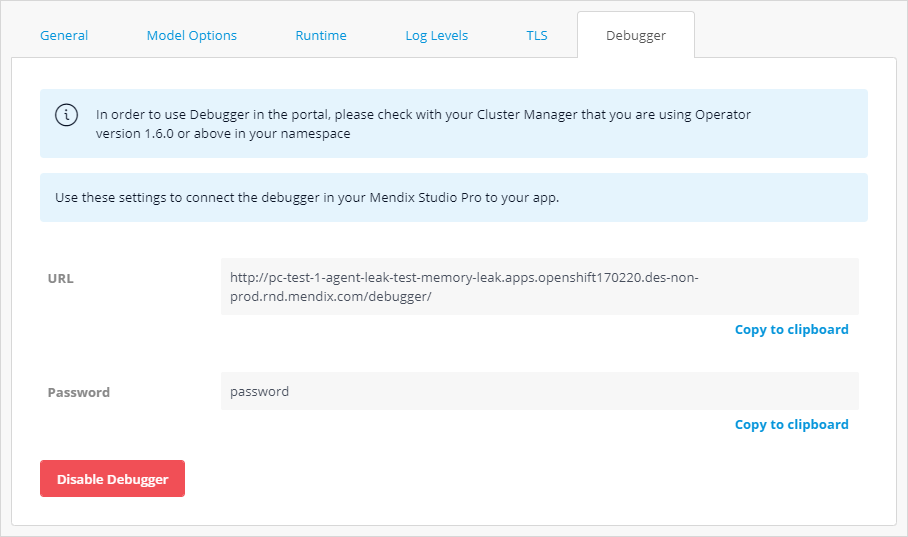 General Model Options Runtime Log Levels TLS Debugger
In order to use Debugger in the portal, please check with your Cluster Manager that you are using Operator
version 1.6.0 or above in your namespace
Use these settings to connect the debugger in your Mendix Studio Pro to your app.
URL
http://pc-test-1-agent-leak-test-memory-leak.apps.openshift170220.des-non-
prod.rnd.mendix.com/debugger/
Copy to clipboard
Password
password
Copy to clipboard
Disable Debugger